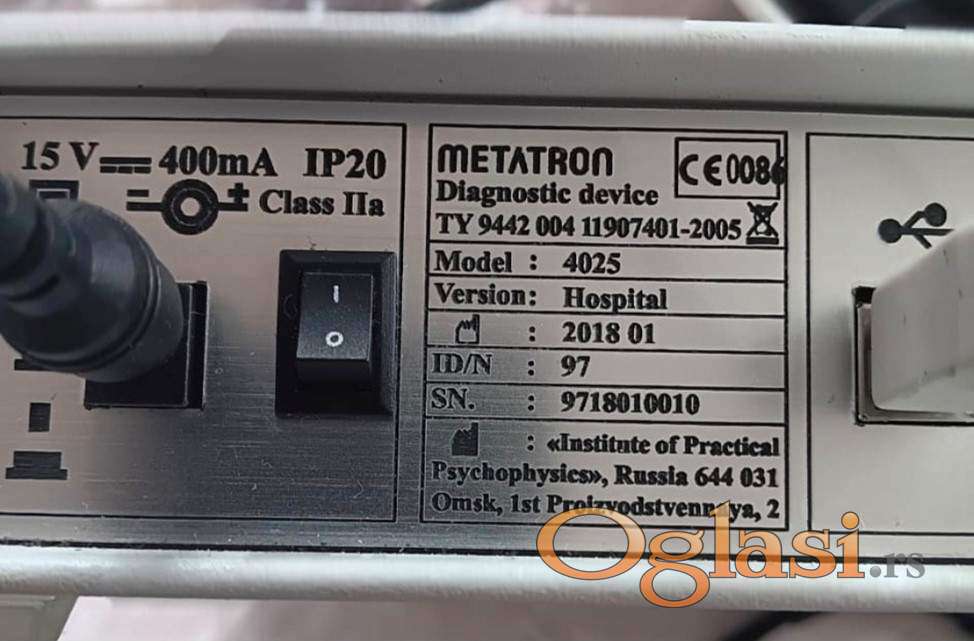 15 V 400mA IP20
Class IIa
METATRON
CE0086
Diagnostic device
TY 9442 004 11907401-2005
Model : 4025
Version: Hospital
: 2018 01
ID/N : 97
SN. : 9718010010
: «Institute of Practical
Psychophysics», Russia 644 031
Omsk, 1st Proizvodstvennaya, 2
I
O
Oglasi.rs